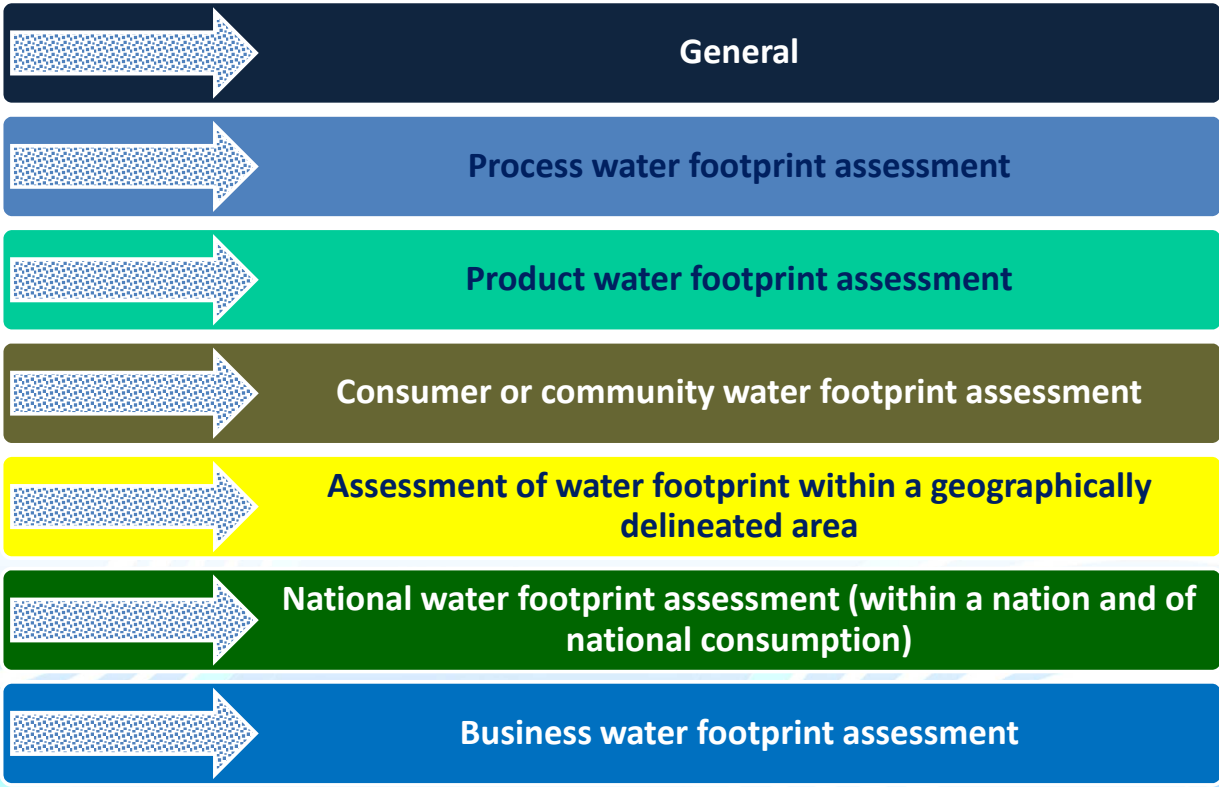 General
Process water footprint assessment
Product water footprint assessment
Consumer or community water footprint assessment
Assessment of water footprint within a geographically
delineated area
National water footprint assessment (within a nation and of
national consumption)
Business water footprint assessment